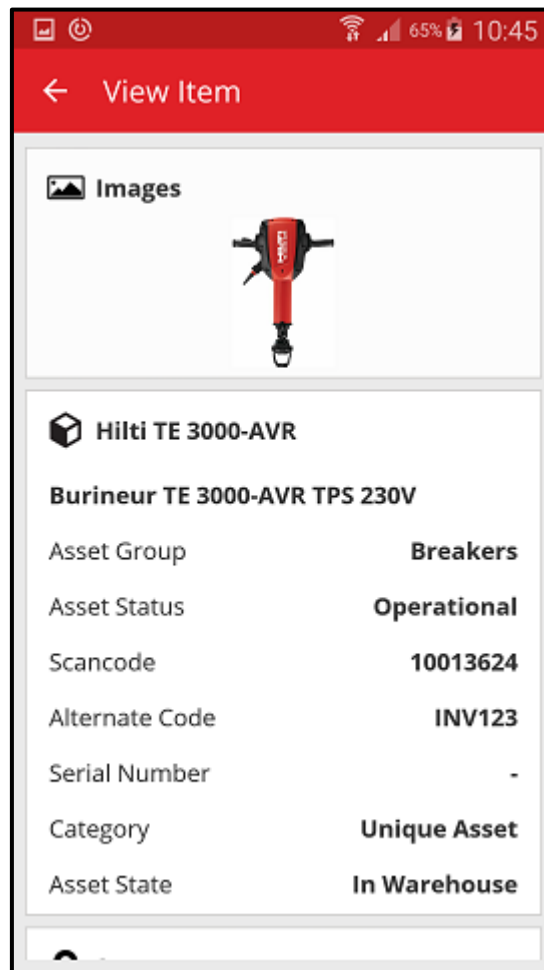 65% 10:45
View Item
Images
HILTI
Hilti TE 3000-AVR
Burineur TE 3000-AVR TPS 230V
Asset Group Breakers
Asset Status Operational
Scancode 10013624
Alternate Code INV123
Serial Number -
Category Unique Asset
Asset State In Warehouse